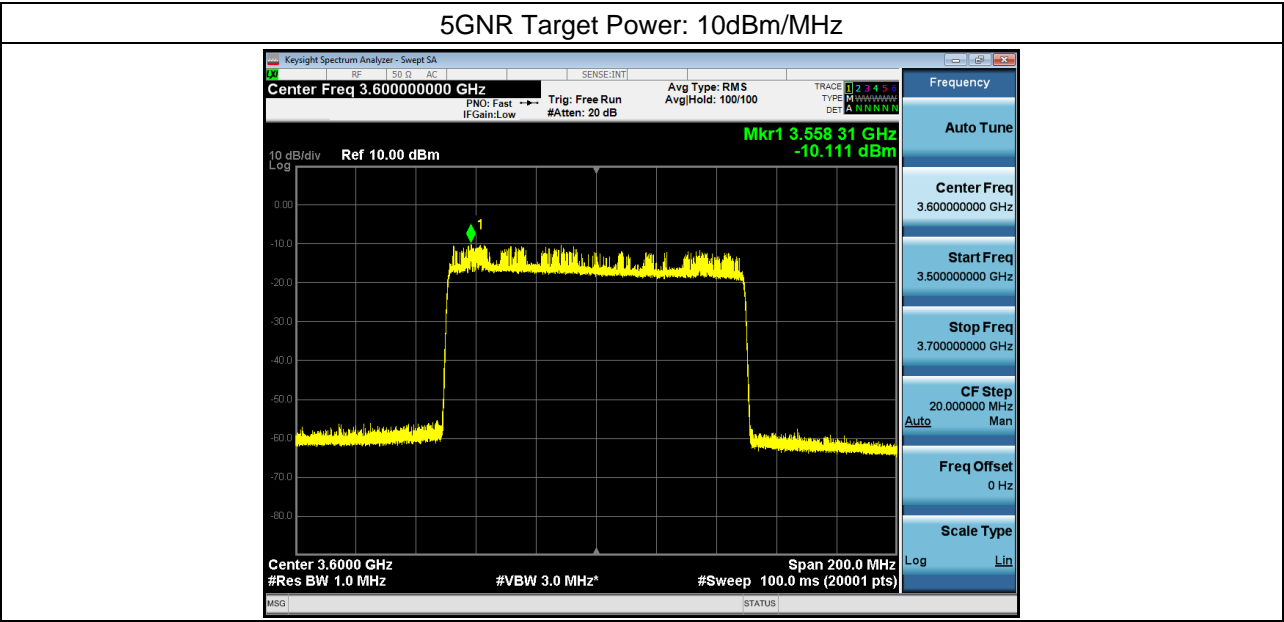 5GNR Target Power: 10dBm/MHz
Keysight Spectrum Analyzer - Swept SA
LXI RF 50 Ω AC SENSE:INT
Center Freq 3.600000000 GHz
PNO: Fast
IFGain:Low
Trig: Free Run
#Atten: 20 dB
Avg Type: RMS
Avg|Hold: 100/100
TRACE 1 2 3 4 5 6
TYPE M WWWWW
DET A N N N N N
Mkr1 3.558 31 GHz
-10.111 dBm
10 dB/div Ref 10.00 dBm
Log
0.00
-10.0
-20.0
-30.0
-40.0
-50.0
-60.0
-70.0
-80.0
1
Center 3.6000 GHz Span 200.0 MHz
#Res BW 1.0 MHz #VBW 3.0 MHz* #Sweep 100.0 ms (20001 pts)
MSG STATUS
Frequency
Auto Tune
Center Freq
3.600000000 GHz
Start Freq
3.500000000 GHz
Stop Freq
3.700000000 GHz
CF Step
20.000000 MHz
Auto Man
Freq Offset
0 Hz
Scale Type
Log Lin